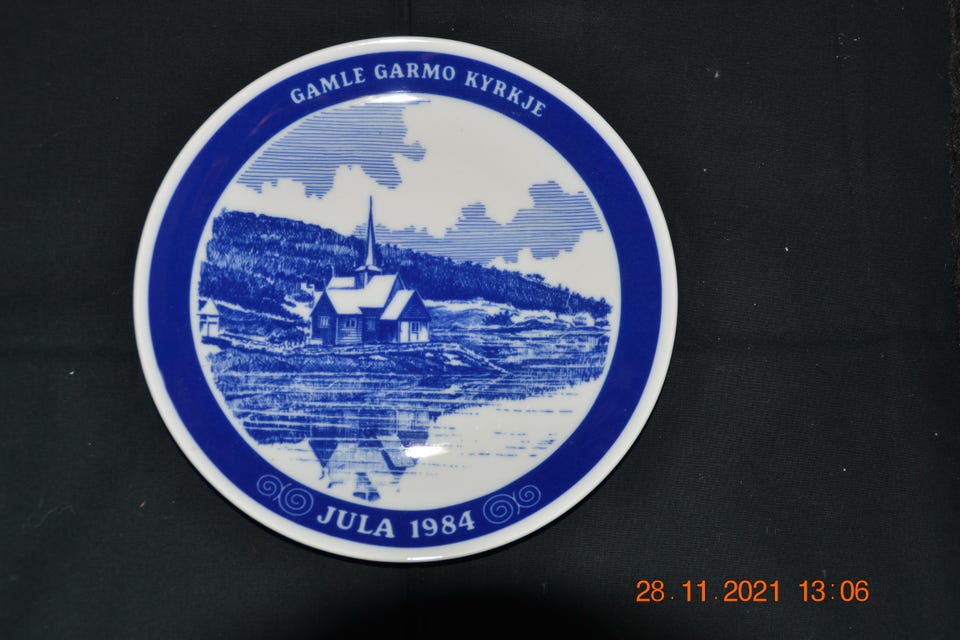 GAMLE GARMO KYRKJE
JULA 1984
28.11.2021 13:06